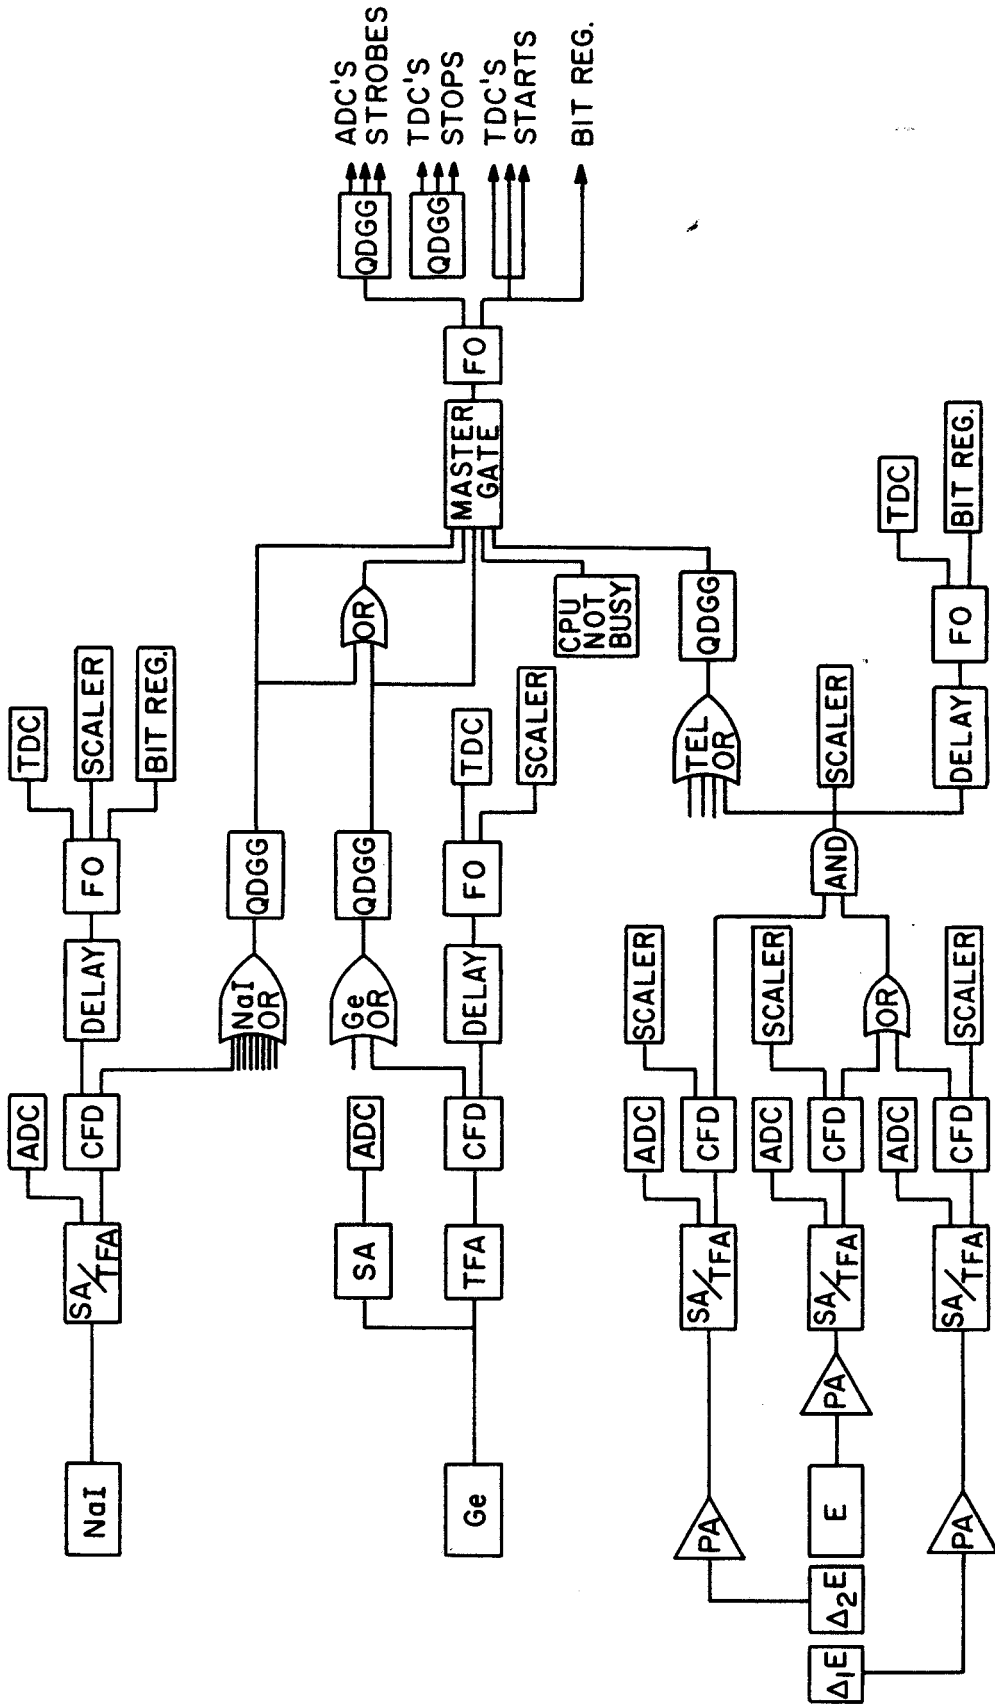 NaI
SA/TFA
ADC
CFD
DELAY
FO
TDC
SCALER
BIT REG.
NaI
OR
QDGG
Ge
SA
ADC
TFA
CFD
Ge
OR
QDGG
DELAY
FO
TDC
SCALER
OR
CPU
NOT
BUSY
MASTER
GATE
FO
QDGG
ADC'S
STROBES
QDGG
TDC'S
STOPS
TDC'S
STARTS
BIT REG.
Δ1E
Δ2E
E
PA
SA/TFA
ADC
CFD
SCALER
PA
SA/TFA
ADC
CFD
SCALER
PA
SA/TFA
ADC
CFD
SCALER
OR
AND
SCALER
TEL
OR
QDGG
DELAY
FO
TDC
BIT REG.